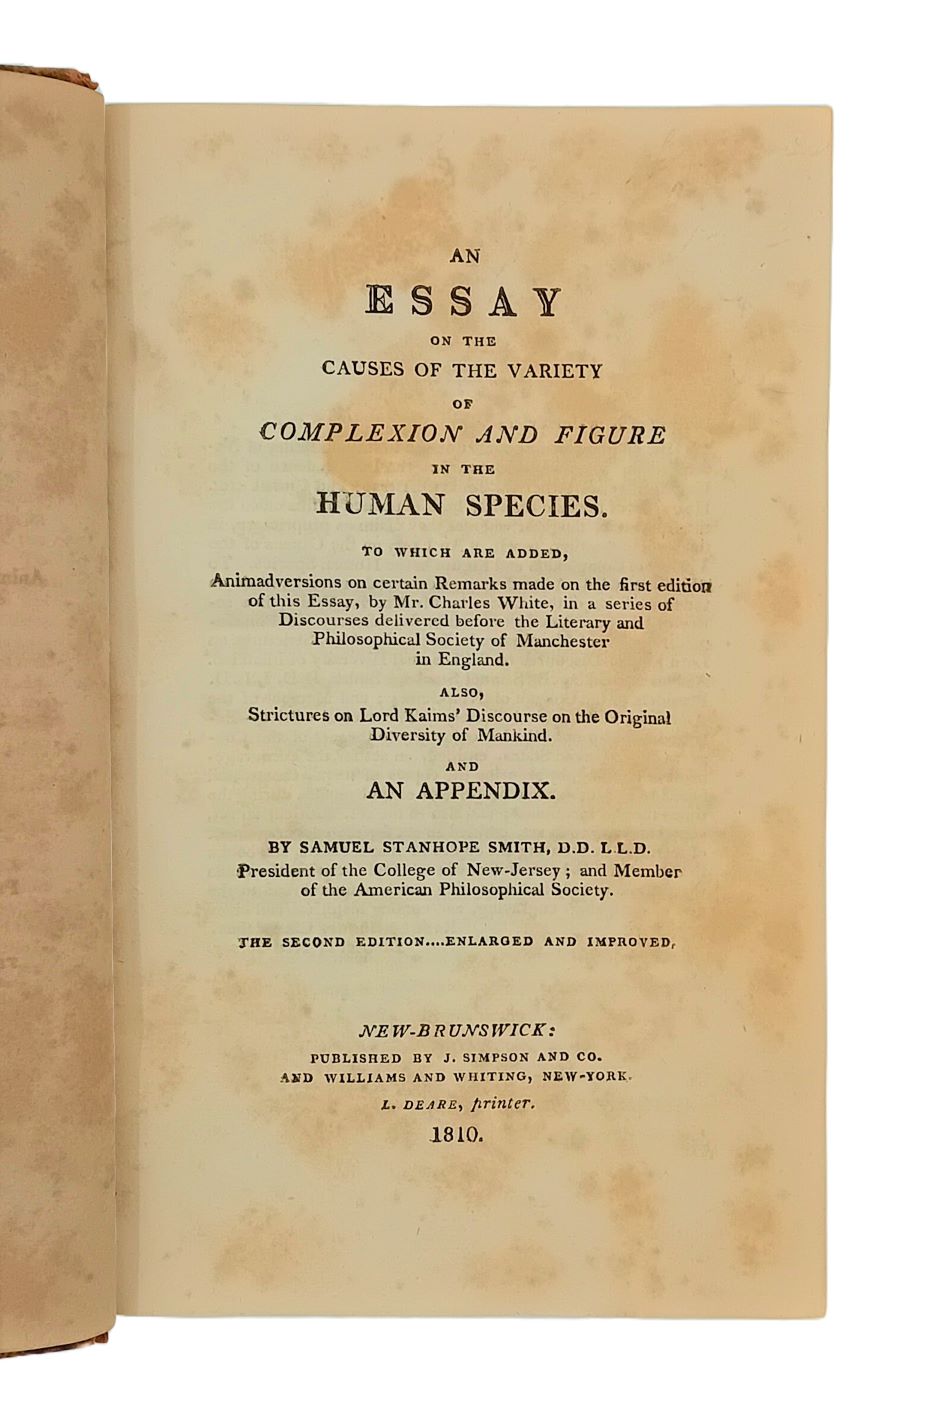 AN
ESSAY
ON THE
CAUSES OF THE VARIETY
OF
COMPLEXION AND FIGURE
IN THE
HUMAN SPECIES.
TO WHICH ARE ADDED,
Animadversions on certain Remarks made on the first edition
of this Essay, by Mr. Charles White, in a series of
Discourses delivered before the Literary and
Philosophical Society of Manchester
in England.
ALSO,
Strictures on Lord Kaims' Discourse on the Original
Diversity of Mankind.
AND
AN APPENDIX.
BY SAMUEL STANHOPE SMITH, D.D. L.L.D.
President of the College of New-Jersey; and Member
of the American Philosophical Society.
THE SECOND EDITION....ENLARGED AND IMPROVED,
NEW-BRUNSWICK:
PUBLISHED BY J. SIMPSON AND CO.
AND WILLIAMS AND WHITING, NEW-YORK.
L. DEARE, printer.
1810.